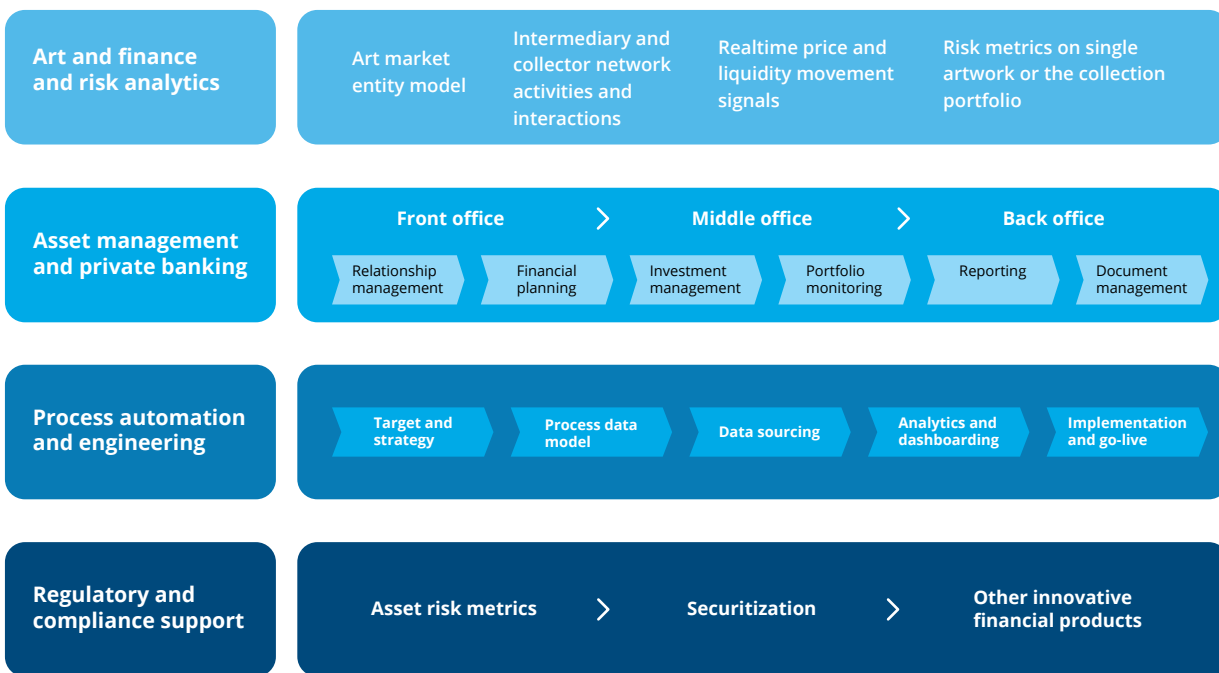 Art and finance
and risk analytics
Art market
entity model
Intermediary and
collector network
activities and
interactions
Realtime price and
liquidity movement
signals
Risk metrics on single
artwork or the collection
portfolio
Asset management
and private banking
Front office
Middle office
Back office
Relationship
management
Financial
planning
Investment
management
Portfolio
monitoring
Reporting
Document
management
Process automation
and engineering
Target and
strategy
Process data
model
Data sourcing
Analytics and
dashboarding
Implementation
and go-live
Regulatory and
compliance support
Asset risk metrics
Securitization
Other innovative
financial products